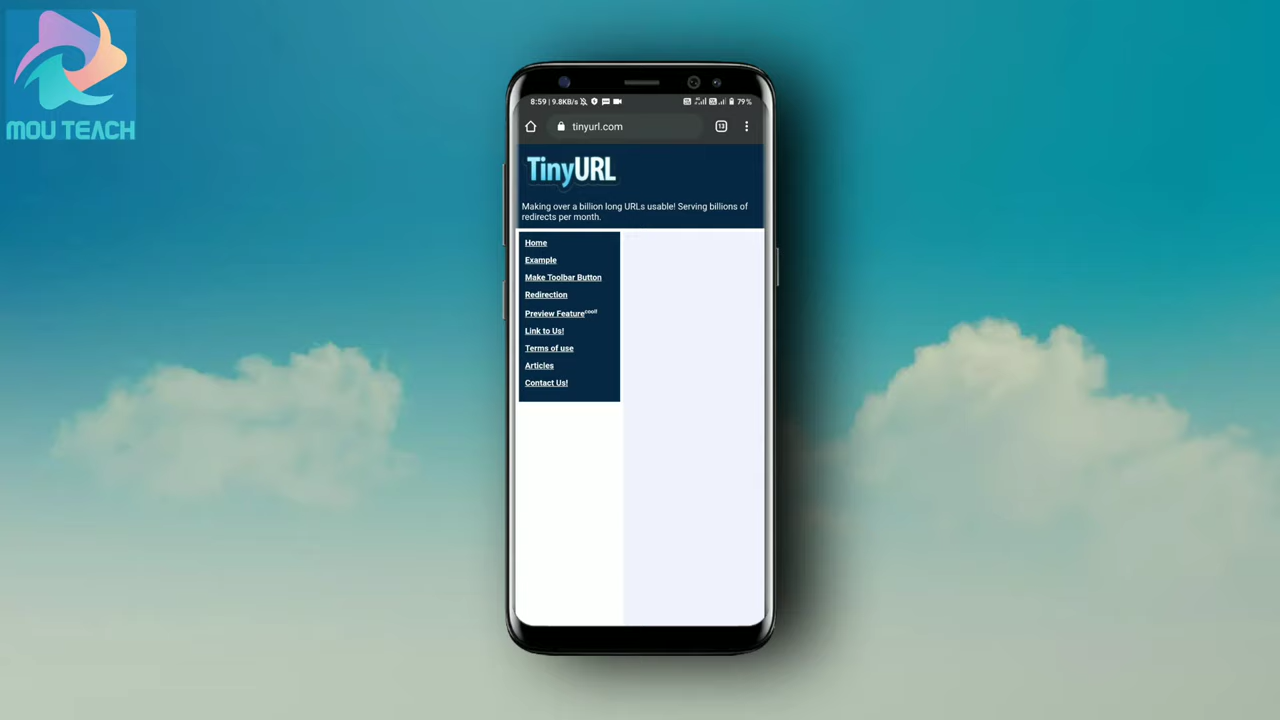 MOU TEACH
8:59 | 9.8KB/s
79%
tinyurl.com
13
TinyURL
Making over a billion long URLs usable! Serving billions of
redirects per month.
Home
Example
Make Toolbar Button
Redirection
Preview Feature cool!
Link to Us!
Terms of use
Articles
Contact Us!